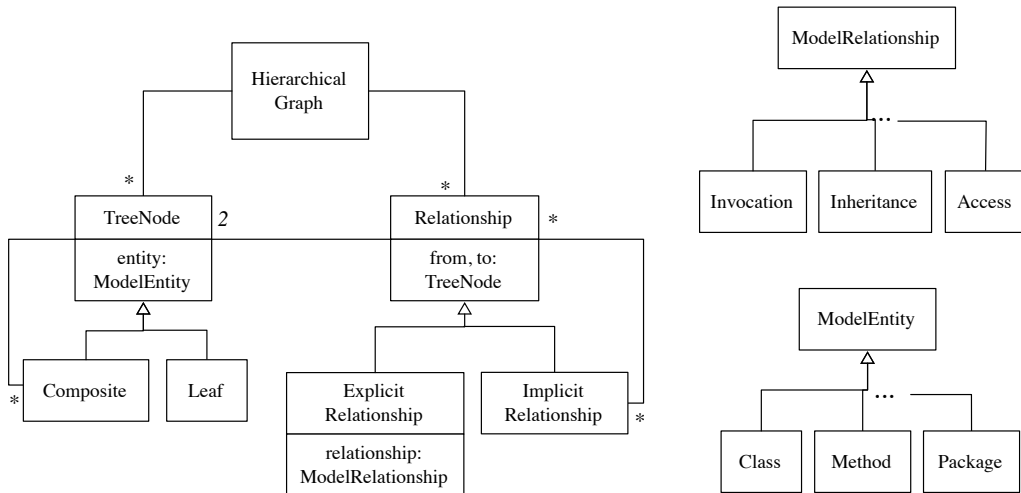 Hierarchical
Graph
*
*
TreeNode
2
entity:
ModelEntity
Relationship
*
from, to:
TreeNode
Composite
*
Leaf
Explicit
Relationship
relationship:
ModelRelationship
Implicit
Relationship
*
ModelRelationship
...
Invocation
Inheritance
Access
ModelEntity
...
Class
Method
Package